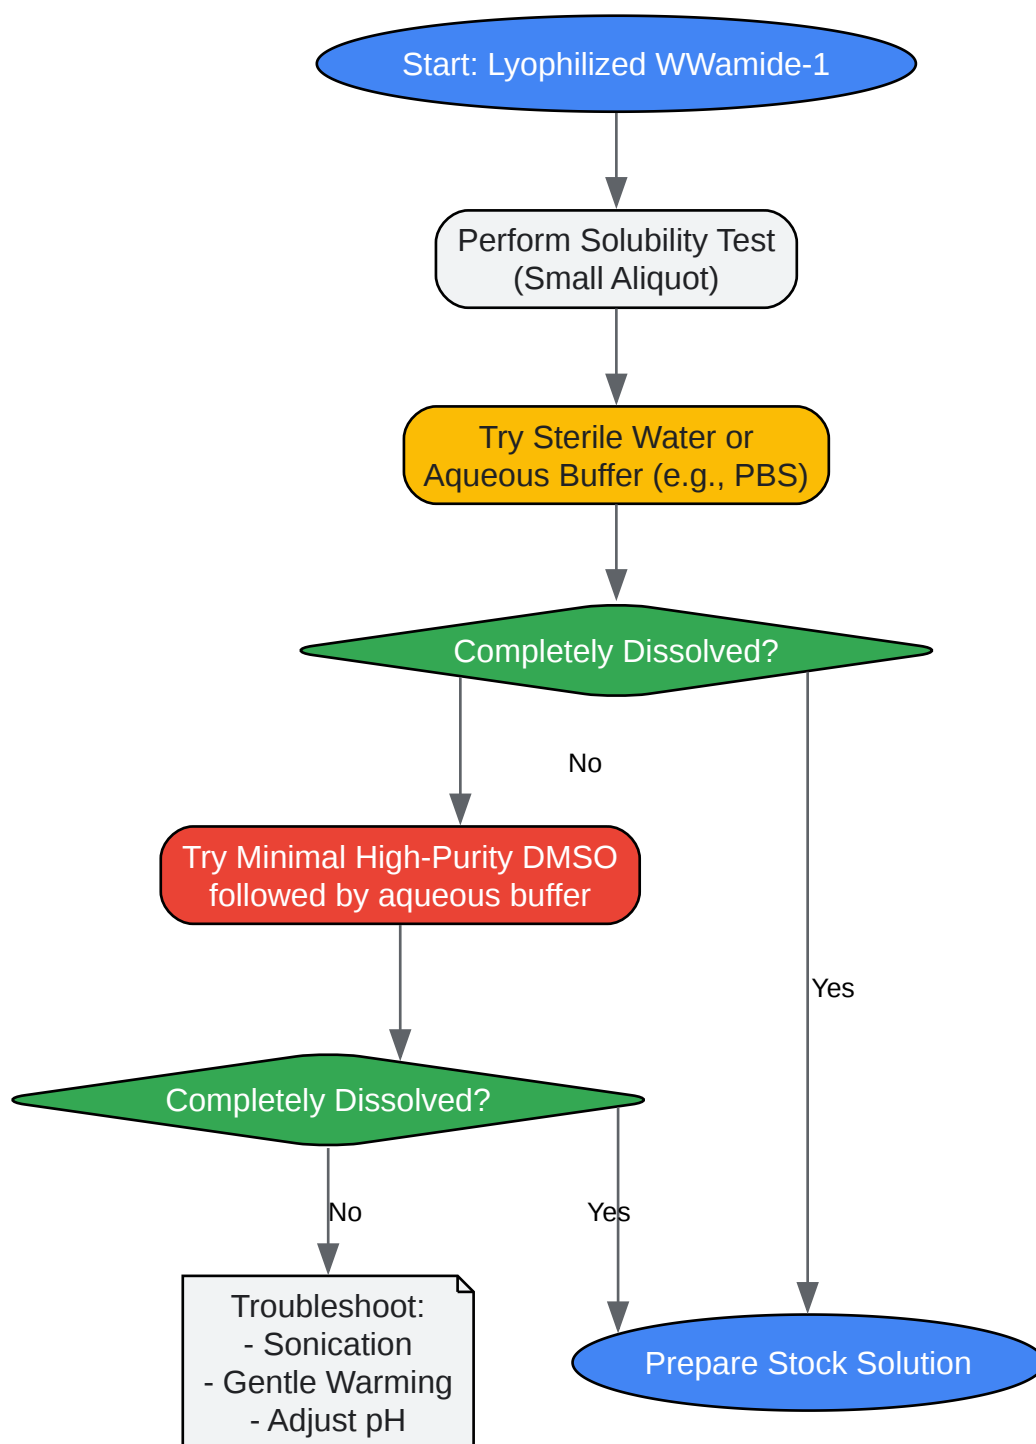 Start: Lyophilized WWamide-1
Perform Solubility Test
(Small Aliquot)
Try Sterile Water or
Aqueous Buffer (e.g., PBS)
Completely Dissolved?
No
Try Minimal High-Purity DMSO
followed by aqueous buffer
Yes
Completely Dissolved?
No
Yes
Troubleshoot:
- Sonication
- Gentle Warming
- Adjust pH
Prepare Stock Solution